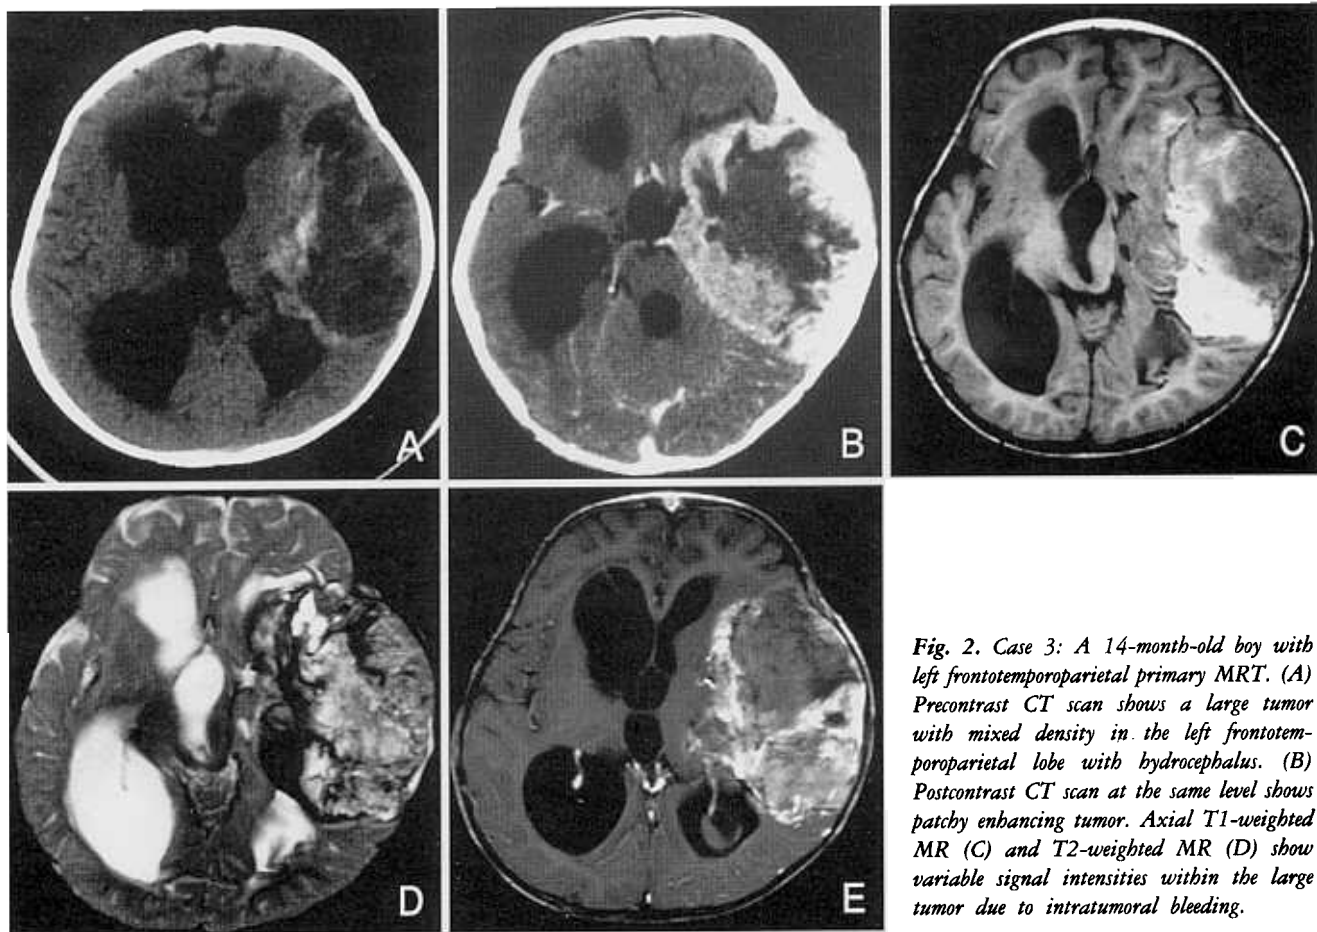 A
B
C
D
E
Fig. 2. Case 3: A 14-month-old boy with
left frontotemporoparietal primary MRT. (A)
Precontrast CT scan shows a large tumor
with mixed density in the left frontotem-
poroparietal lobe with hydrocephalus. (B)
Postcontrast CT scan at the same level shows
patchy enhancing tumor. Axial T1-weighted
MR (C) and T2-weighted MR (D) show
variable signal intensities within the large
tumor due to intratumoral bleeding.